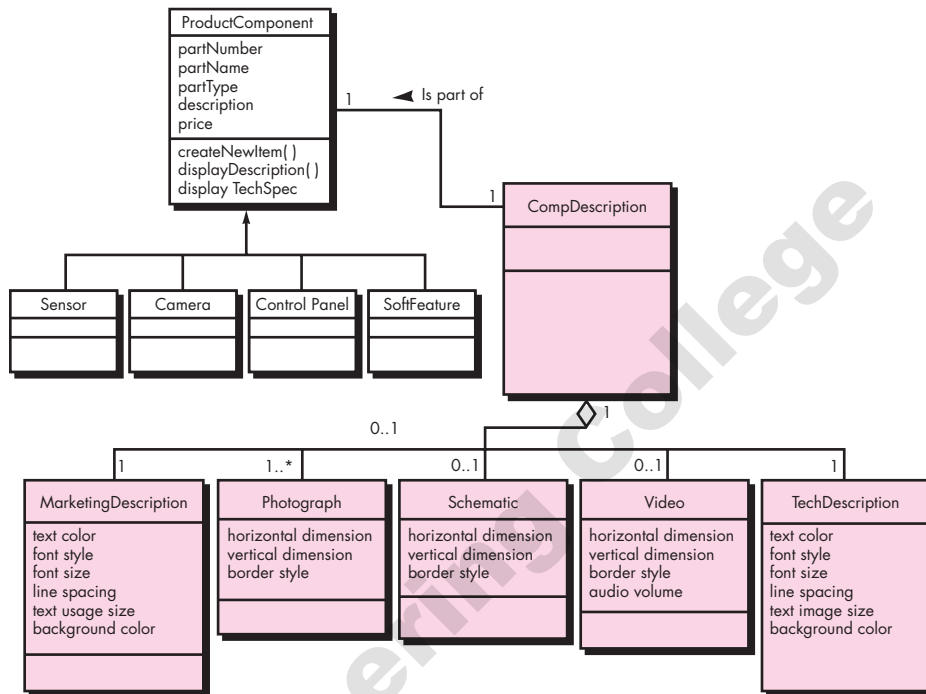 ProductComponent
partNumber
partName
partType
description
price
createNewItem( )
displayDescription( )
display TechSpec
1
Is part of
1
CompDescription
Sensor
Camera
Control Panel
SoftFeature
1
0..1
1
1..*
0..1
0..1
1
MarketingDescription
text color
font style
font size
line spacing
text usage size
background color
Photograph
horizontal dimension
vertical dimension
border style
Schematic
horizontal dimension
vertical dimension
border style
Video
horizontal dimension
vertical dimension
border style
audio volume
TechDescription
text color
font style
font size
line spacing
text image size
background color
ering College